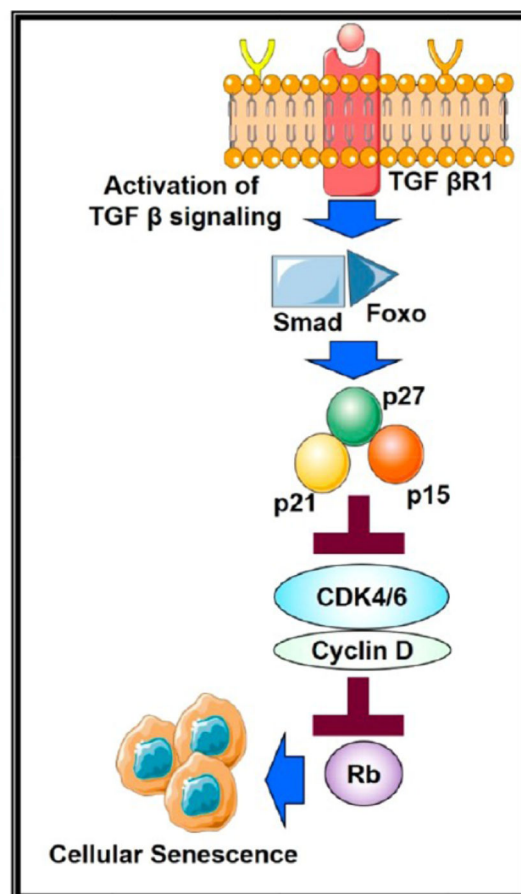 TGF βR1
Activation of
TGF β signaling
Smad
Foxo
p27
p21
p15
CDK4/6
Cyclin D
Rb
Cellular Senescence